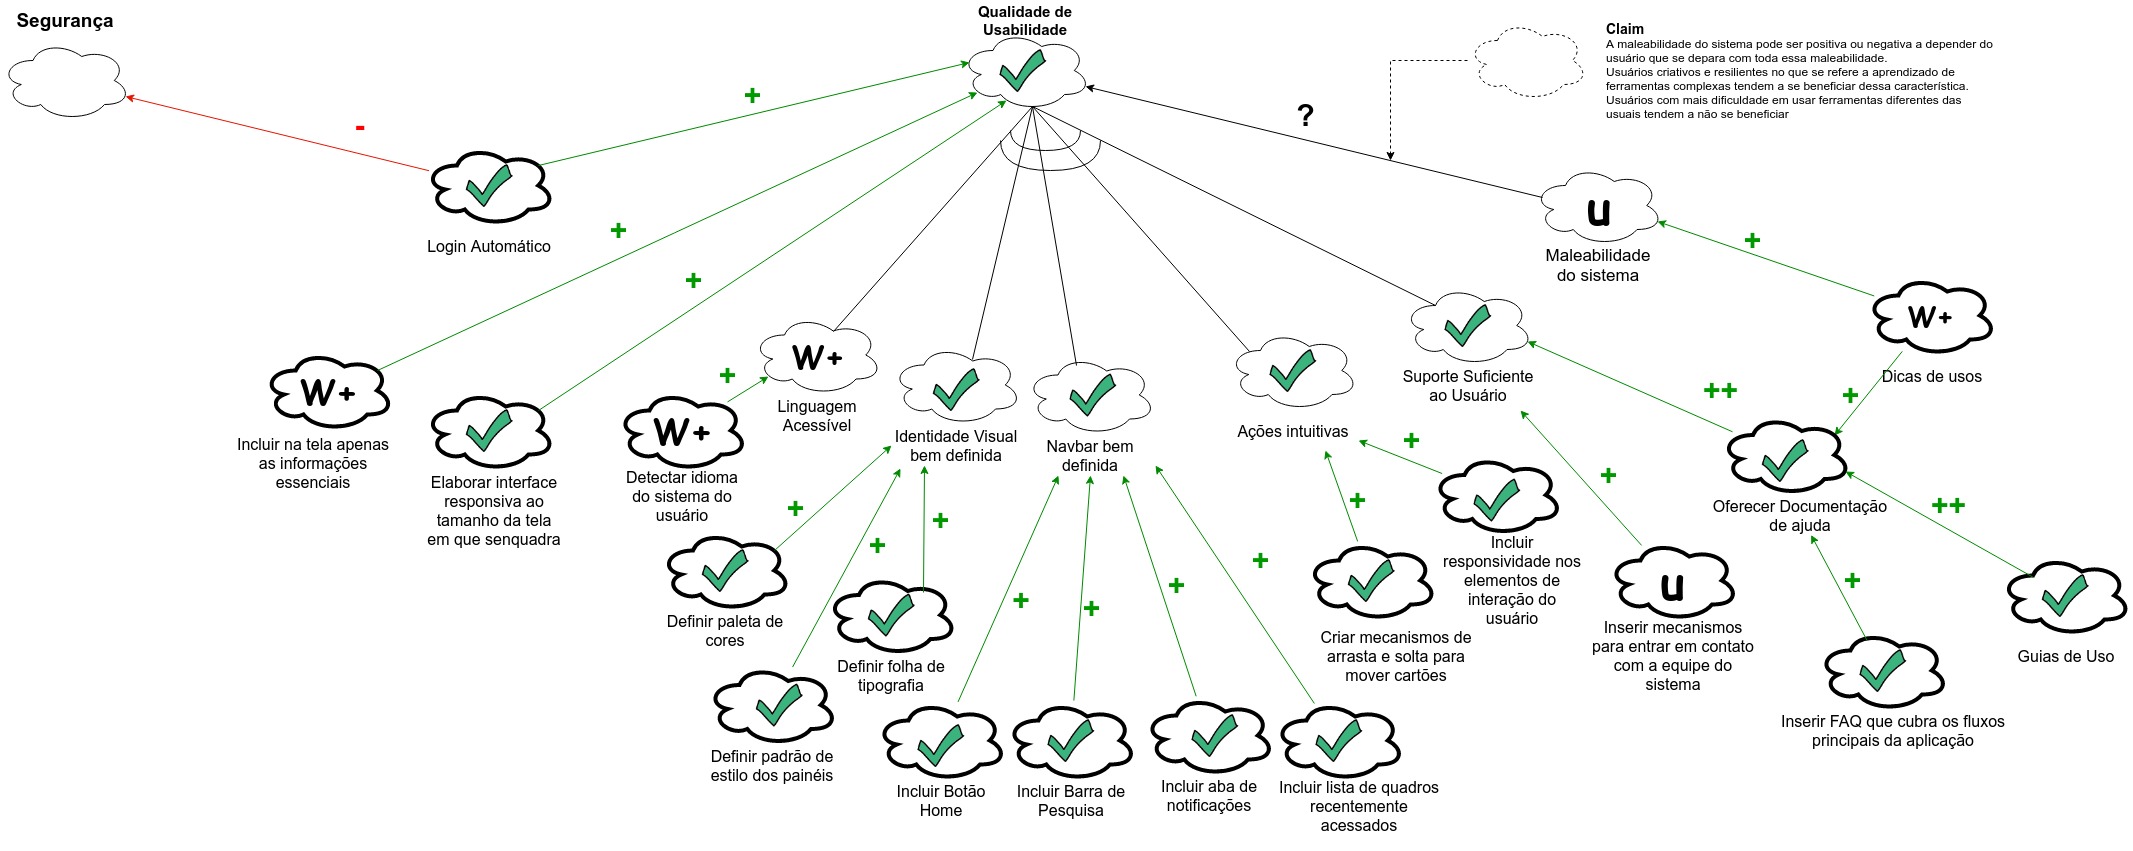 Segurança
Qualidade de
Usabilidade
Claim
A maleabilidade do sistema pode ser positiva ou negativa a depender do
usuário que se depara com toda essa maleabilidade.
Usuários criativos e resilientes no que se refere a aprendizado de
ferramentas complexas tendem a se beneficiar dessa característica.
Usuários com mais dificuldade em usar ferramentas diferentes das
usuais tendem a não se beneficiar
+
-
?
Login Automático
u
Maleabilidade
do sistema
+
+
+
W+
Dicas de usos
W+
Incluir na tela apenas
as informações
essenciais
Elaborar interface
responsiva ao
tamanho da tela
em que senquadra
+
W+
Detectar idioma
do sistema do
usuário
W+
Linguagem
Acessível
Identidade Visual
bem definida
Navbar bem
definida
Ações intuitivas
Suporte Suficiente
ao Usuário
++
+
+
+
Oferecer Documentação
de ajuda
++
+
+
+
+
Definir paleta de
cores
Definir folha de
tipografia
Definir padrão de
estilo dos painéis
+
+
+
+
Incluir Botão
Home
Incluir Barra de
Pesquisa
Incluir aba de
notificações
Incluir lista de quadros
recentemente
acessados
Criar mecanismos de
arrasta e solta para
mover cartões
Incluir
responsividade nos
elementos de
interação do
usuário
u
Inserir mecanismos
para entrar em contato
com a equipe do
sistema
+
Inserir FAQ que cubra os fluxos
principais da aplicação
Guias de Uso